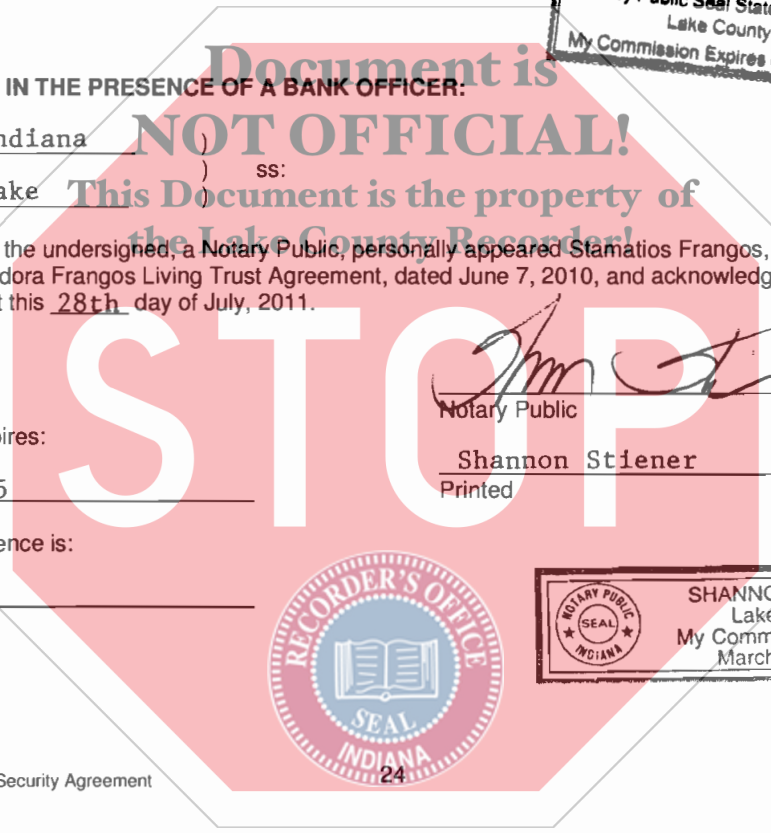 Public Seal State
Lake County
My Commission Expires
Document is
IN THE PRESENCE OF A BANK OFFICER:
NOT OFFICIAL!
ndiana )
) ss:
ake )
This Document is the property of
the Lake County Recorder!
the undersigned, a Notary Public, personally appeared Stamatios Frangos,
dora Frangos Living Trust Agreement, dated June 7, 2010, and acknowledg
t this 28th day of July, 2011.
STOP
Notary Public
ires:
Shannon Stiener
5
Printed
ence is:
RECORDER'S OFFICE
SEAL
INDIANA
NOTARY PUBLIC
SEAL
INDIANA
SHANNO
Lake
My Comm
March
Security Agreement
24